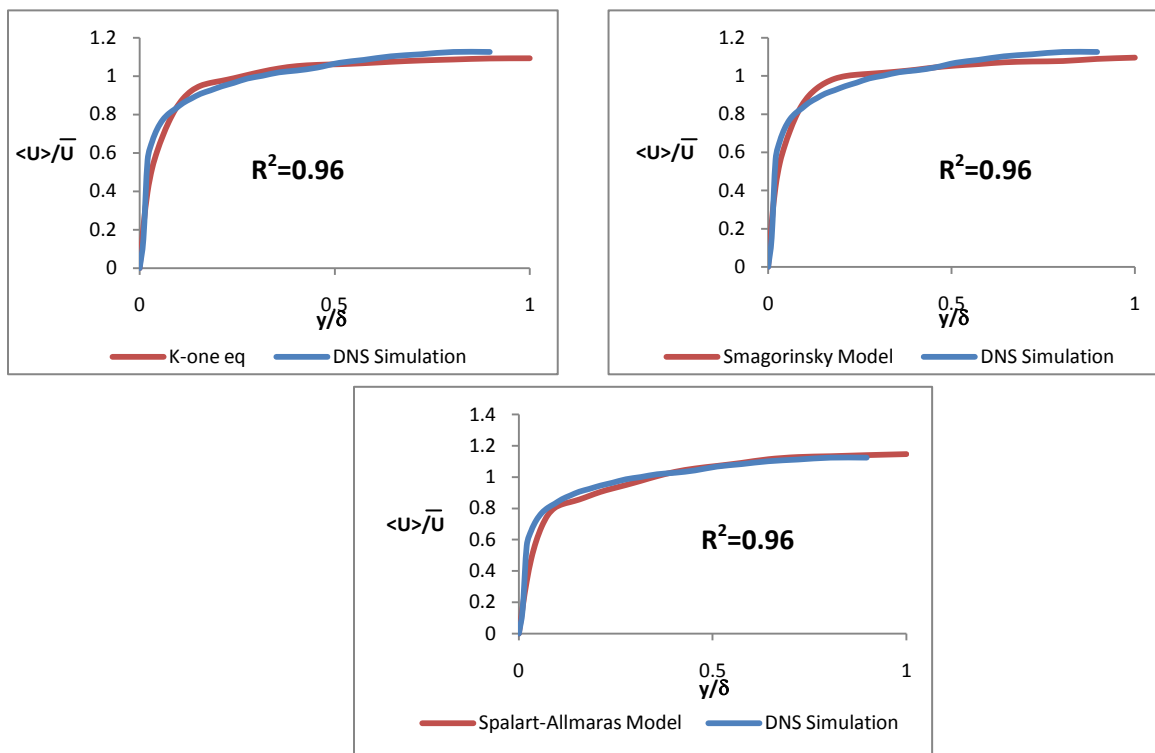 1.2
1
0.8
0.6
0.4
0.2
0
<U>/U̅
R²=0.96
0 0.5 1
y/δ
K-one eq DNS Simulation
1.2
1
0.8
0.6
0.4
0.2
0
<U>/U̅
R²=0.96
0 0.5 1
y/δ
Smagorinsky Model DNS Simulation
1.4
1.2
1
0.8
0.6
0.4
0.2
0
<U>/U̅
R²=0.96
0 0.5 1
y/δ
Spalart-Allmaras Model DNS Simulation